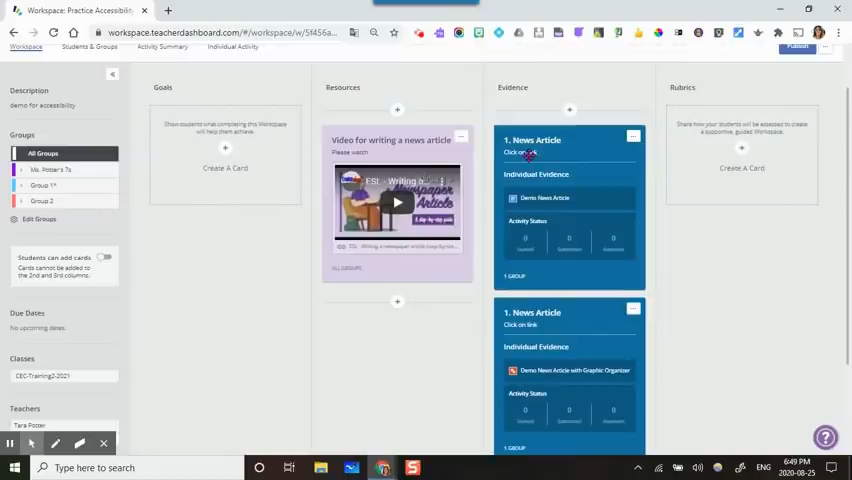 Workspace: Practice Accessibility
workspace.teacherdashboard.com/#/workspace/w/5f456a...
Workspace
Students & Groups
Activity Summary
Individual Activity
Publish
Description
demo for accessibility
Groups
All Groups
Ms. Potter's 7s
Group 1*
Group 2
Edit Groups
Students can add cards
Cards cannot be added to
the 2nd and 3rd columns.
Due Dates
No upcoming dates.
Classes
CEC-Training2-2021
Teachers
Tara Potter
Goals
Show students what completing this Workspace
will help them achieve.
Create A Card
Resources
Video for writing a news article
Please watch
ESL - Writing a
Newspaper
Article
ALL GROUPS
Evidence
1. News Article
Click on link
Individual Evidence
Demo News Article
Activity Status
0 0 0
1 GROUP
1. News Article
Click on link
Individual Evidence
Demo News Article with Graphic Organizer
Activity Status
0 0 0
1 GROUP
Rubrics
Share how your students will be assessed to create
a supportive, guided Workspace.
Create A Card
Type here to search
ENG
6:49 PM
2020-08-25